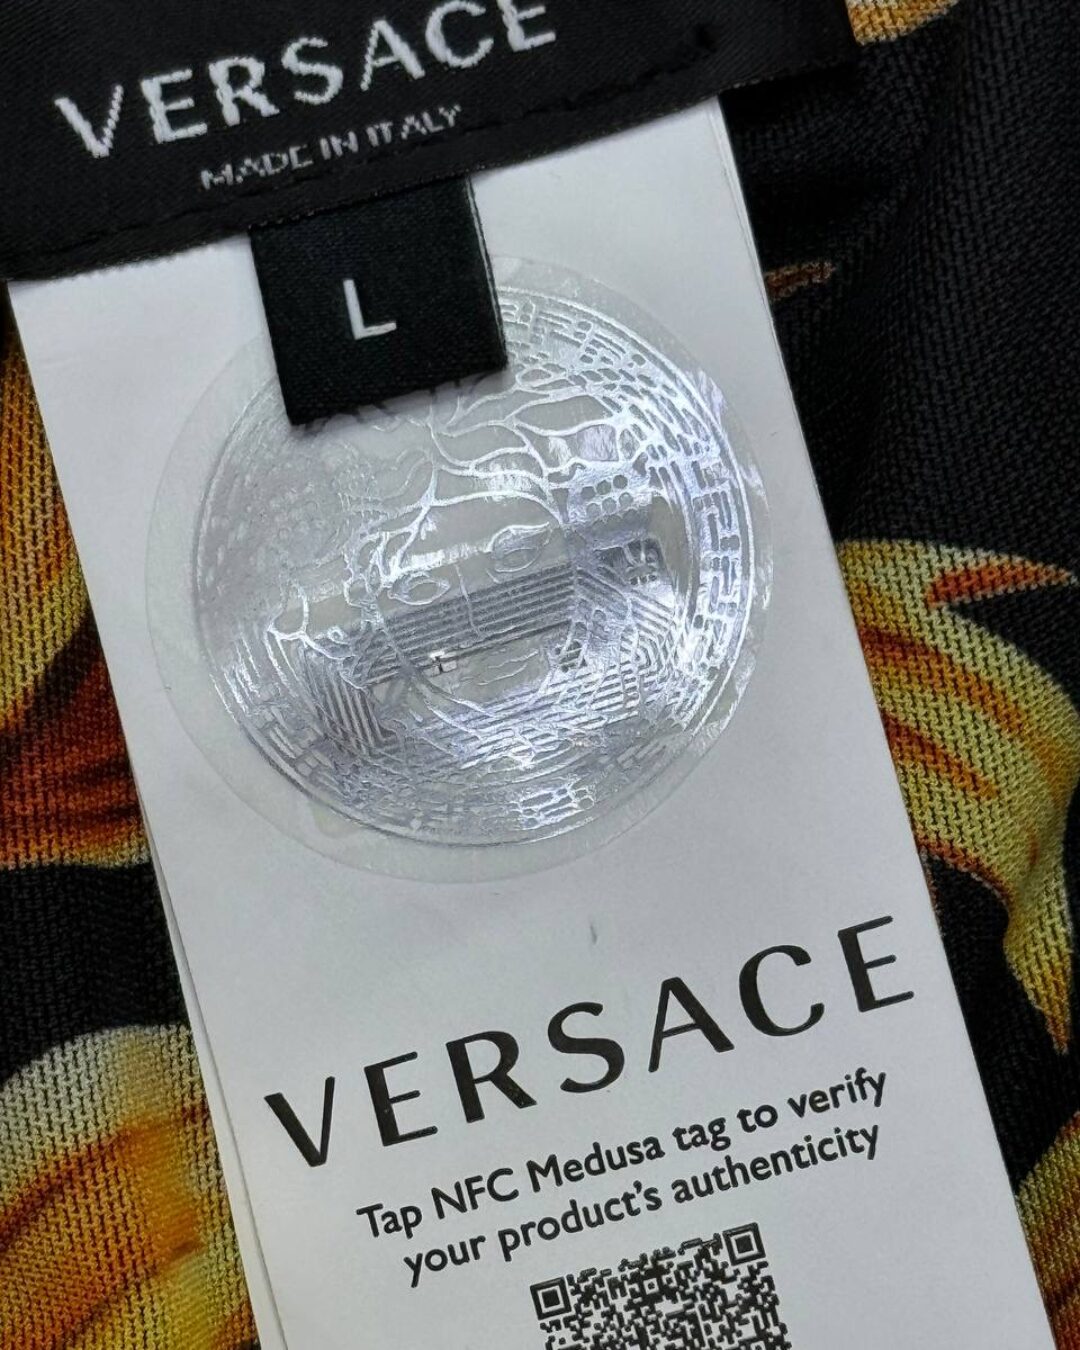 VERSACE
MADE IN ITALY
L
VERSACE
Tap NFC Medusa tag to verify
your product's authenticity